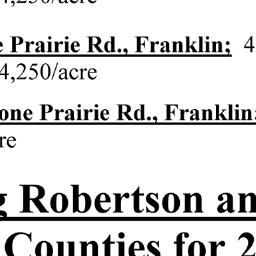 4,250/acre
e Prairie Rd., Franklin; 4
4,250/acre
one Prairie Rd., Franklin;
re
g Robertson an
Counties for 2